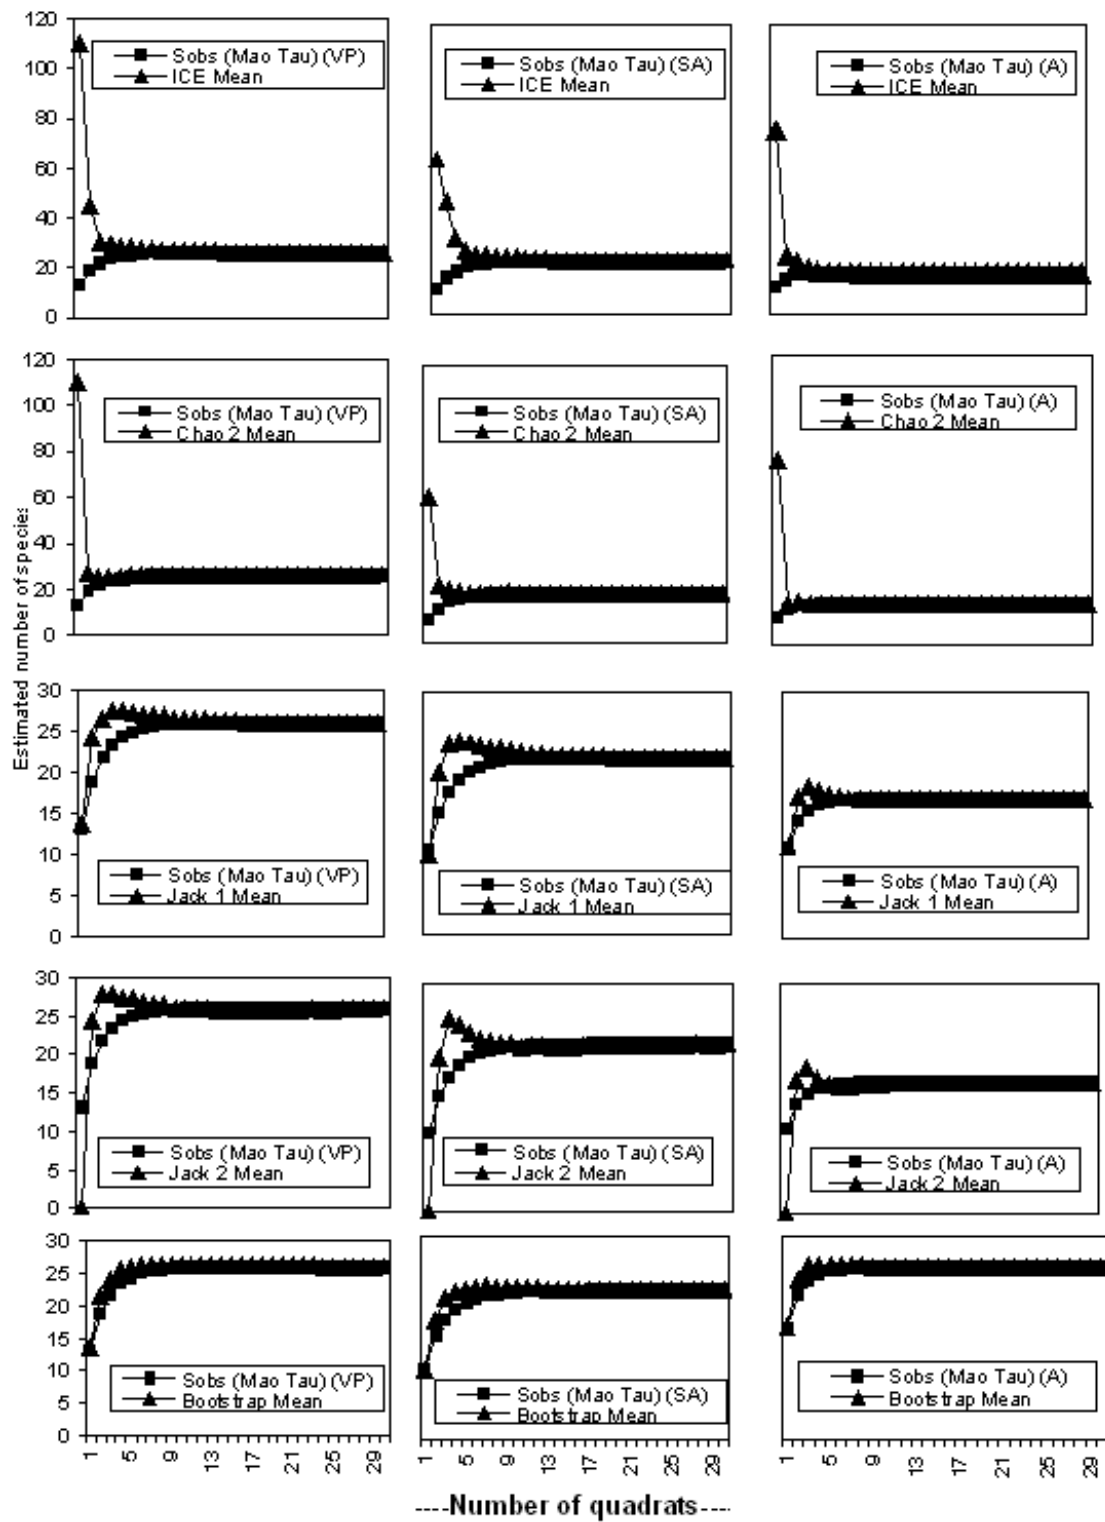 120
100
80
60
40
20
0
Sobs (Mao Tau) (VP)
ICE Mean
Sobs (Mao Tau) (SA)
ICE Mean
Sobs (Mao Tau) (A)
ICE Mean
Estimated number of species
120
100
80
60
40
20
0
Sobs (Mao Tau) (VP)
Chao 2 Mean
Sobs (Mao Tau) (SA)
Chao 2 Mean
Sobs (Mao Tau) (A)
Chao 2 Mean
30
25
20
15
10
5
0
Sobs (Mao Tau) (VP)
Jack 1 Mean
Sobs (Mao Tau) (SA)
Jack 1 Mean
Sobs (Mao Tau) (A)
Jack 1 Mean
30
25
20
15
10
5
0
Sobs (Mao Tau) (VP)
Jack 2 Mean
Sobs (Mao Tau) (SA)
Jack 2 Mean
Sobs (Mao Tau) (A)
Jack 2 Mean
30
25
20
15
10
5
0
Sobs (Mao Tau) (VP)
Bootstrap Mean
Sobs (Mao Tau) (SA)
Bootstrap Mean
Sobs (Mao Tau) (A)
Bootstrap Mean
1 5 9 13 17 21 25 29
1 5 9 13 17 21 25 29
1 5 9 13 17 21 25 29
----Number of quadrats----